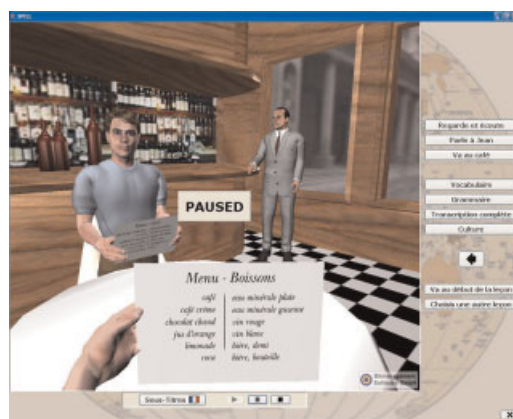 PAUSED
Menu - Boissons
café | eau minérale plate
café crème | eau minérale gazeuse
chocolat chaud | vin rouge
jus d'orange | vin blanc
limonade | bière, demi
coca | bière, bouteille
Regarde et écoute
Parle à Jean
Va au café
Vocabulaire
Grammaire
Transcription complète
Culture
Va au début de la leçon
Choisis une autre leçon
Sous-Titres